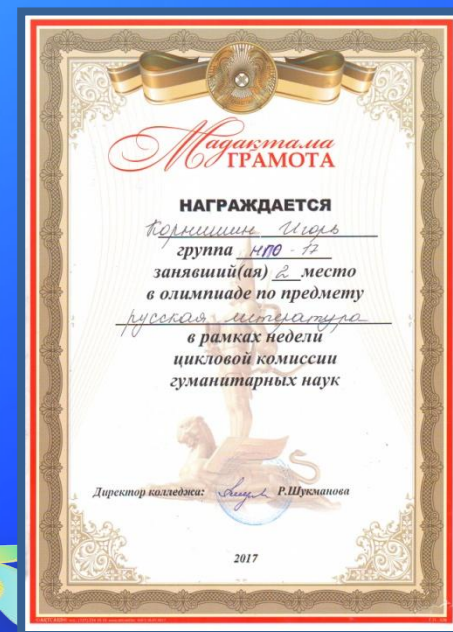 Мадақтама
ГРАМОТА
НАГРАЖДАЕТСЯ
Корнишин Игорь
группа НПО - 17
занявший(ая) 2 место
в олимпиаде по предмету
русская литература
в рамках недели
цикловой комиссии
гуманитарных наук
Директор колледжа: Р.Шукманова
2017